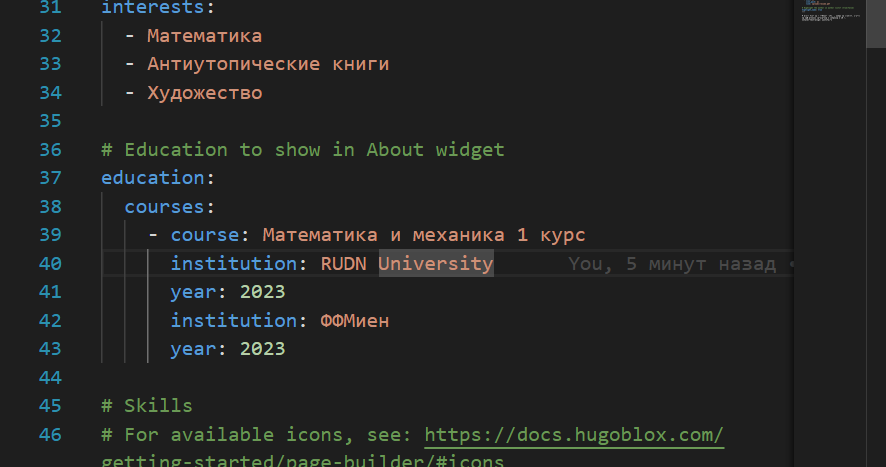 31 interests:
32 - Математика
33 - Антиутопические книги
34 - Художество
35
36 # Education to show in About widget
37 education:
38 courses:
39 - course: Математика и механика 1 курс
40 institution: RUDN University You, 5 минут назад •
41 year: 2023
42 institution: ФФМиен
43 year: 2023
44
45 # Skills
46 # For available icons, see: https://docs.hugoblox.com/
getting-started/page-builder/#icons